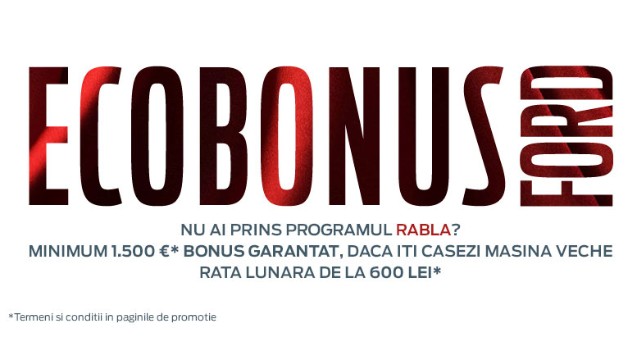 ECOBONUS FORD
NU AI PRINS PROGRAMUL RABLA?
MINIMUM 1.500 €* BONUS GARANTAT, DACA ITI CASEZI MASINA VECHE
RATA LUNARA DE LA 600 LEI*
*Termeni si conditii in paginile de promotie